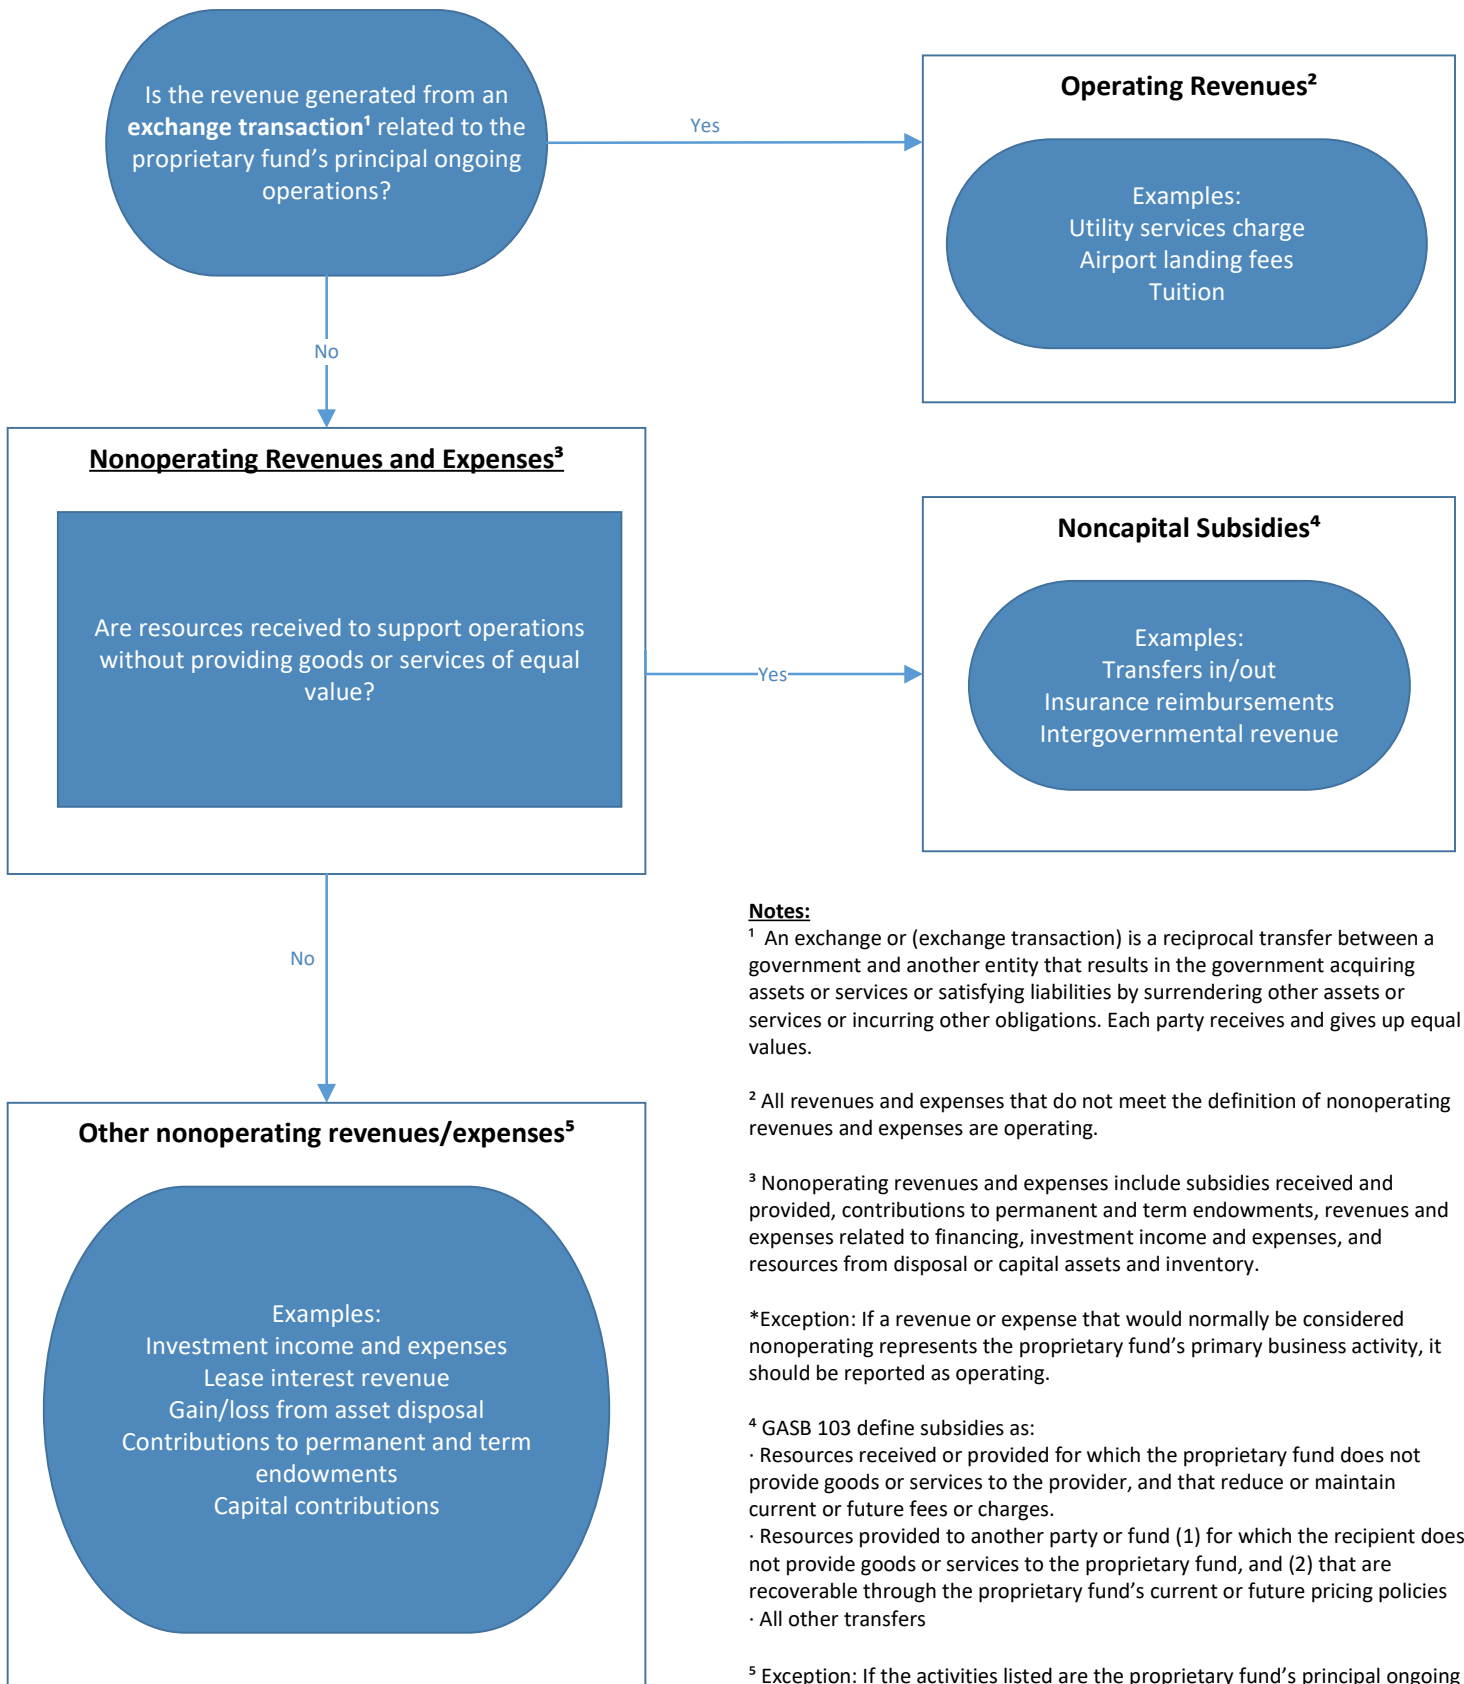 Is the revenue generated from an
exchange transaction¹ related to the
proprietary fund's principal ongoing
operations?
Yes
Operating Revenues²
Examples:
Utility services charge
Airport landing fees
Tuition
No
Nonoperating Revenues and Expenses³
Are resources received to support operations
without providing goods or services of equal
value?
Yes
Noncapital Subsidies⁴
Examples:
Transfers in/out
Insurance reimbursements
Intergovernmental revenue
No
Other nonoperating revenues/expenses⁵
Examples:
Investment income and expenses
Lease interest revenue
Gain/loss from asset disposal
Contributions to permanent and term
endowments
Capital contributions
Notes:
¹ An exchange or (exchange transaction) is a reciprocal transfer between a
government and another entity that results in the government acquiring
assets or services or satisfying liabilities by surrendering other assets or
services or incurring other obligations. Each party receives and gives up equal
values.
² All revenues and expenses that do not meet the definition of nonoperating
revenues and expenses are operating.
³ Nonoperating revenues and expenses include subsidies received and
provided, contributions to permanent and term endowments, revenues and
expenses related to financing, investment income and expenses, and
resources from disposal or capital assets and inventory.
*Exception: If a revenue or expense that would normally be considered
nonoperating represents the proprietary fund's primary business activity, it
should be reported as operating.
⁴ GASB 103 define subsidies as:
· Resources received or provided for which the proprietary fund does not
provide goods or services to the provider, and that reduce or maintain
current or future fees or charges.
· Resources provided to another party or fund (1) for which the recipient does
not provide goods or services to the proprietary fund, and (2) that are
recoverable through the proprietary fund's current or future pricing policies
· All other transfers
⁵ Exception: If the activities listed are the proprietary fund's principal ongoing